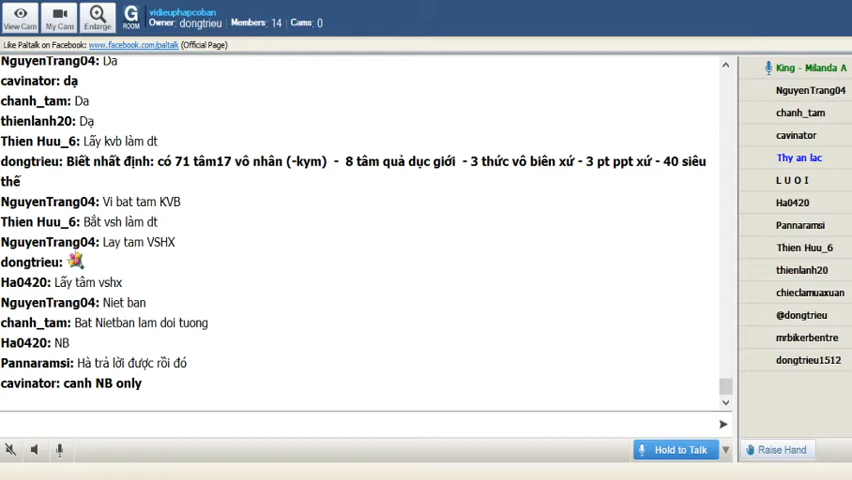 View Cam
My Cam
Enlarge
G
ROOM
vidieuphapcoban
Owner: dongtrieu Members: 14 Cams: 0
Like Paltalk on Facebook: www.facebook.com/paltalk (Official Page)
NguyenTrang04: Da
cavinator: dạ
chanh_tam: Da
thienlanh20: Dạ
Thien Huu_6: Lấy kvb làm dt
dongtrieu: Biết nhất định: có 71 tâm17 vô nhân (-kym) - 8 tâm quả dục giới - 3 thức vô biên xứ - 3 pt ppt xứ - 40 siêu
thế
NguyenTrang04: Vi bat tam KVB
Thien Huu_6: Bắt vsh làm dt
NguyenTrang04: Lay tam VSHX
dongtrieu:
Ha0420: Lấy tâm vshx
NguyenTrang04: Niet ban
chanh_tam: Bat Nietban lam doi tuong
Ha0420: NB
Pannaramsi: Hà trả lời được rồi đó
cavinator: canh NB only
Hold to Talk
King - Milanda A
NguyenTrang04
chanh_tam
cavinator
Thy an lac
L U O I
Ha0420
Pannaramsi
Thien Huu_6
thienlanh20
chieclamuaxuan
@dongtrieu
mrbikerbentre
dongtrieu1512
Raise Hand